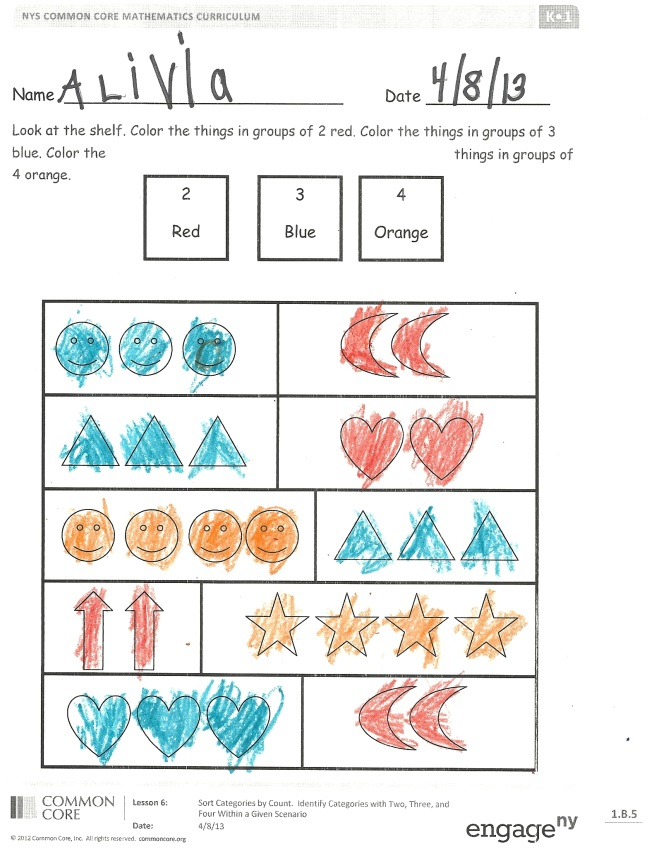 NYS COMMON CORE MATHEMATICS CURRICULUM
K•1
Name ALiVia
Date 4/8/13
Look at the shelf. Color the things in groups of 2 red. Color the things in groups of 3
blue. Color the things in groups of
4 orange.
2 3 4
Red Blue Orange
COMMON CORE
Lesson 6: Sort Categories by Count. Identify Categories with Two, Three, and
Four Within a Given Scenario
Date: 4/8/13
engage ny
1.B.5
© 2012 Common Core, Inc. All rights reserved. commoncore.org